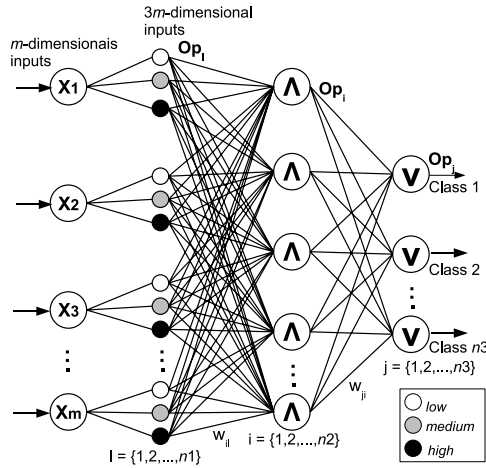 3m-dimensional
inputs
m-dimensionais
inputs
Op_l
X1
Λ
Op_i
X2
Λ
V
Op_j
Class 1
X3
Λ
V
Class 2
Λ
V
Class n3
Xm
Λ
w_il
w_ji
l = {1,2,...,n1}
i = {1,2,...,n2}
j = {1,2,...,n3}
low
medium
high